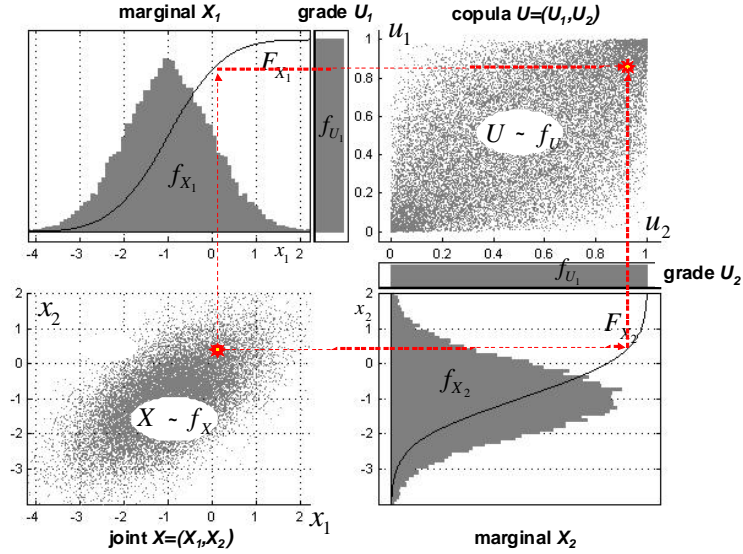 marginal X1
grade U1
copula U=(U1,U2)
u1
FX1
fX1
fU1
-4 -3 -2 -1 0 1 2
x1
1
0.8
0.6
0.4
0.2
0
U ~ fU
u2
0 0.2 0.4 0.6 0.8 1
fU1
grade U2
x2
2
1
0
-1
-2
-3
X ~ fX
-4 -3 -2 -1 0 1 2
x1
joint X=(X1,X2)
x2
2
1
0
-1
-2
-3
FX2
fX2
marginal X2